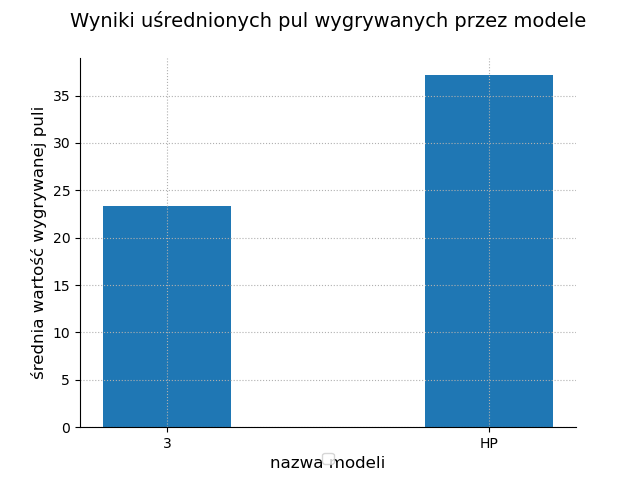 Wyniki uśrednionych pul wygrywanych przez modele
średnia wartość wygrywanej puli
35
30
25
20
15
10
5
0
3 HP
nazwa modeli